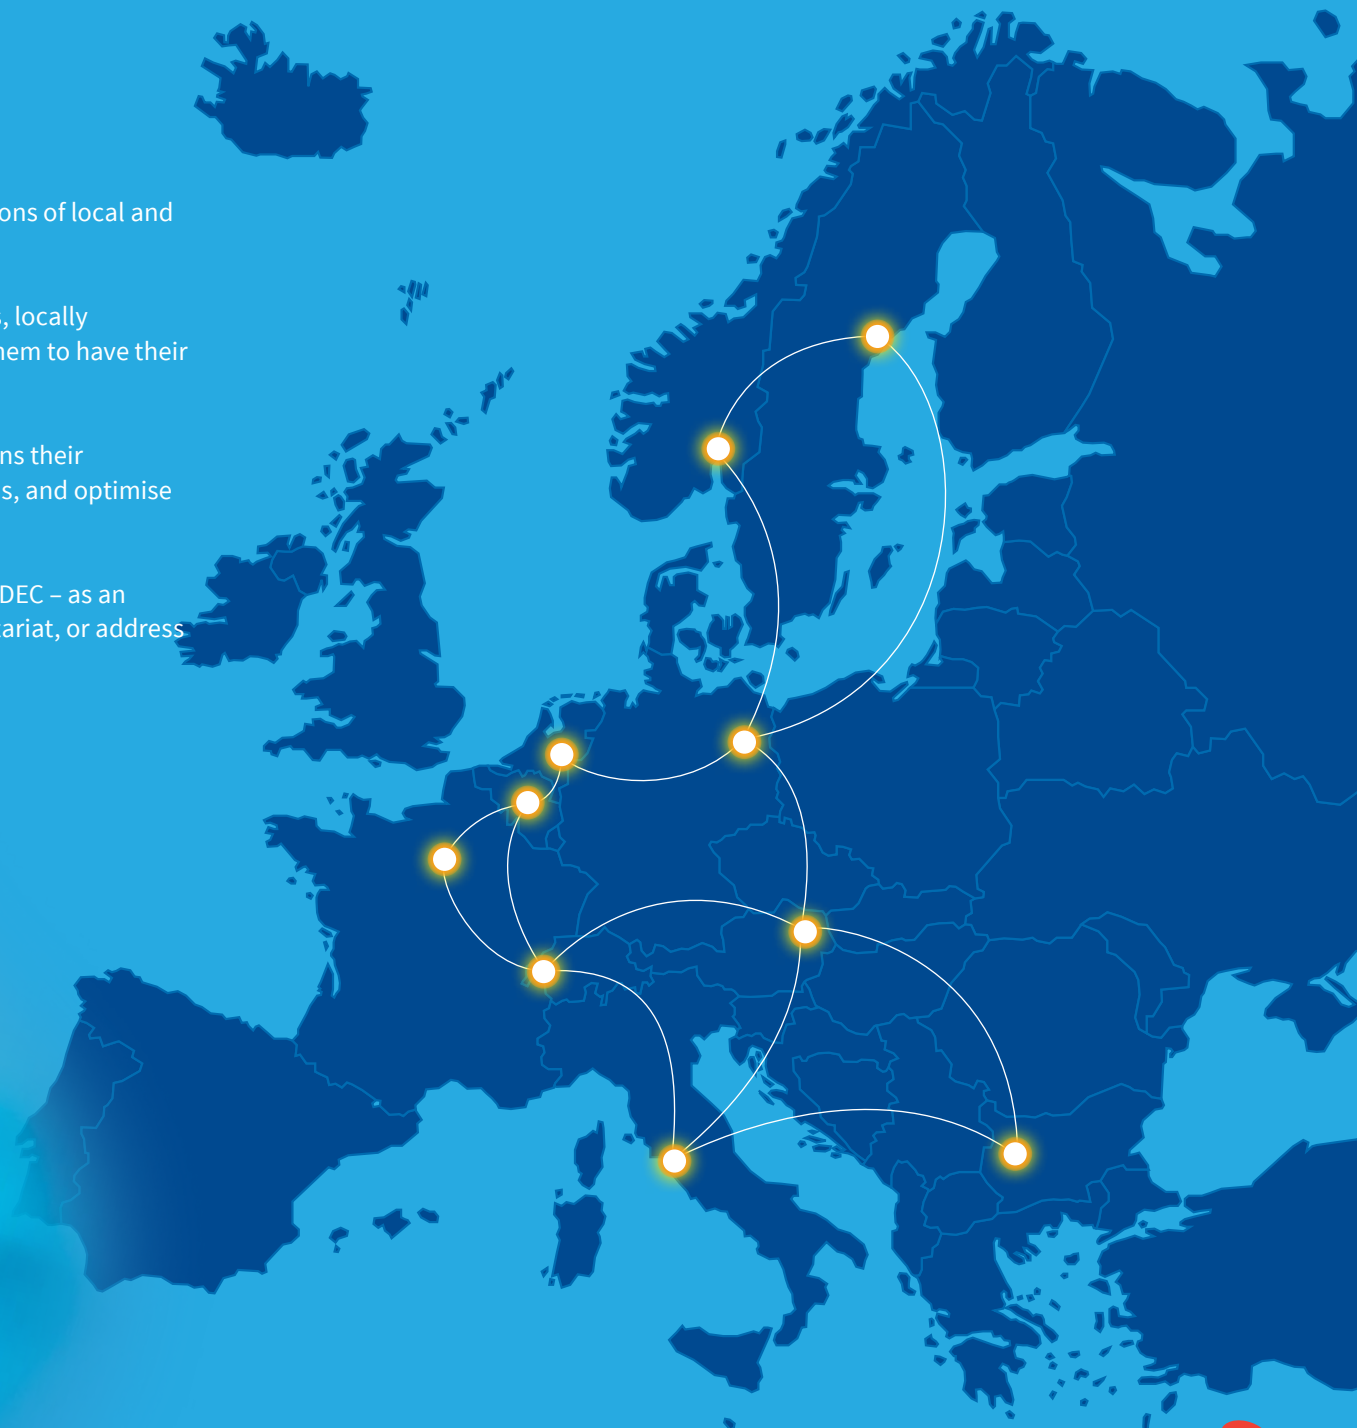 ons of local and
, locally
hem to have their
ns their
s, and optimise
DEC – as an
ariat, or address